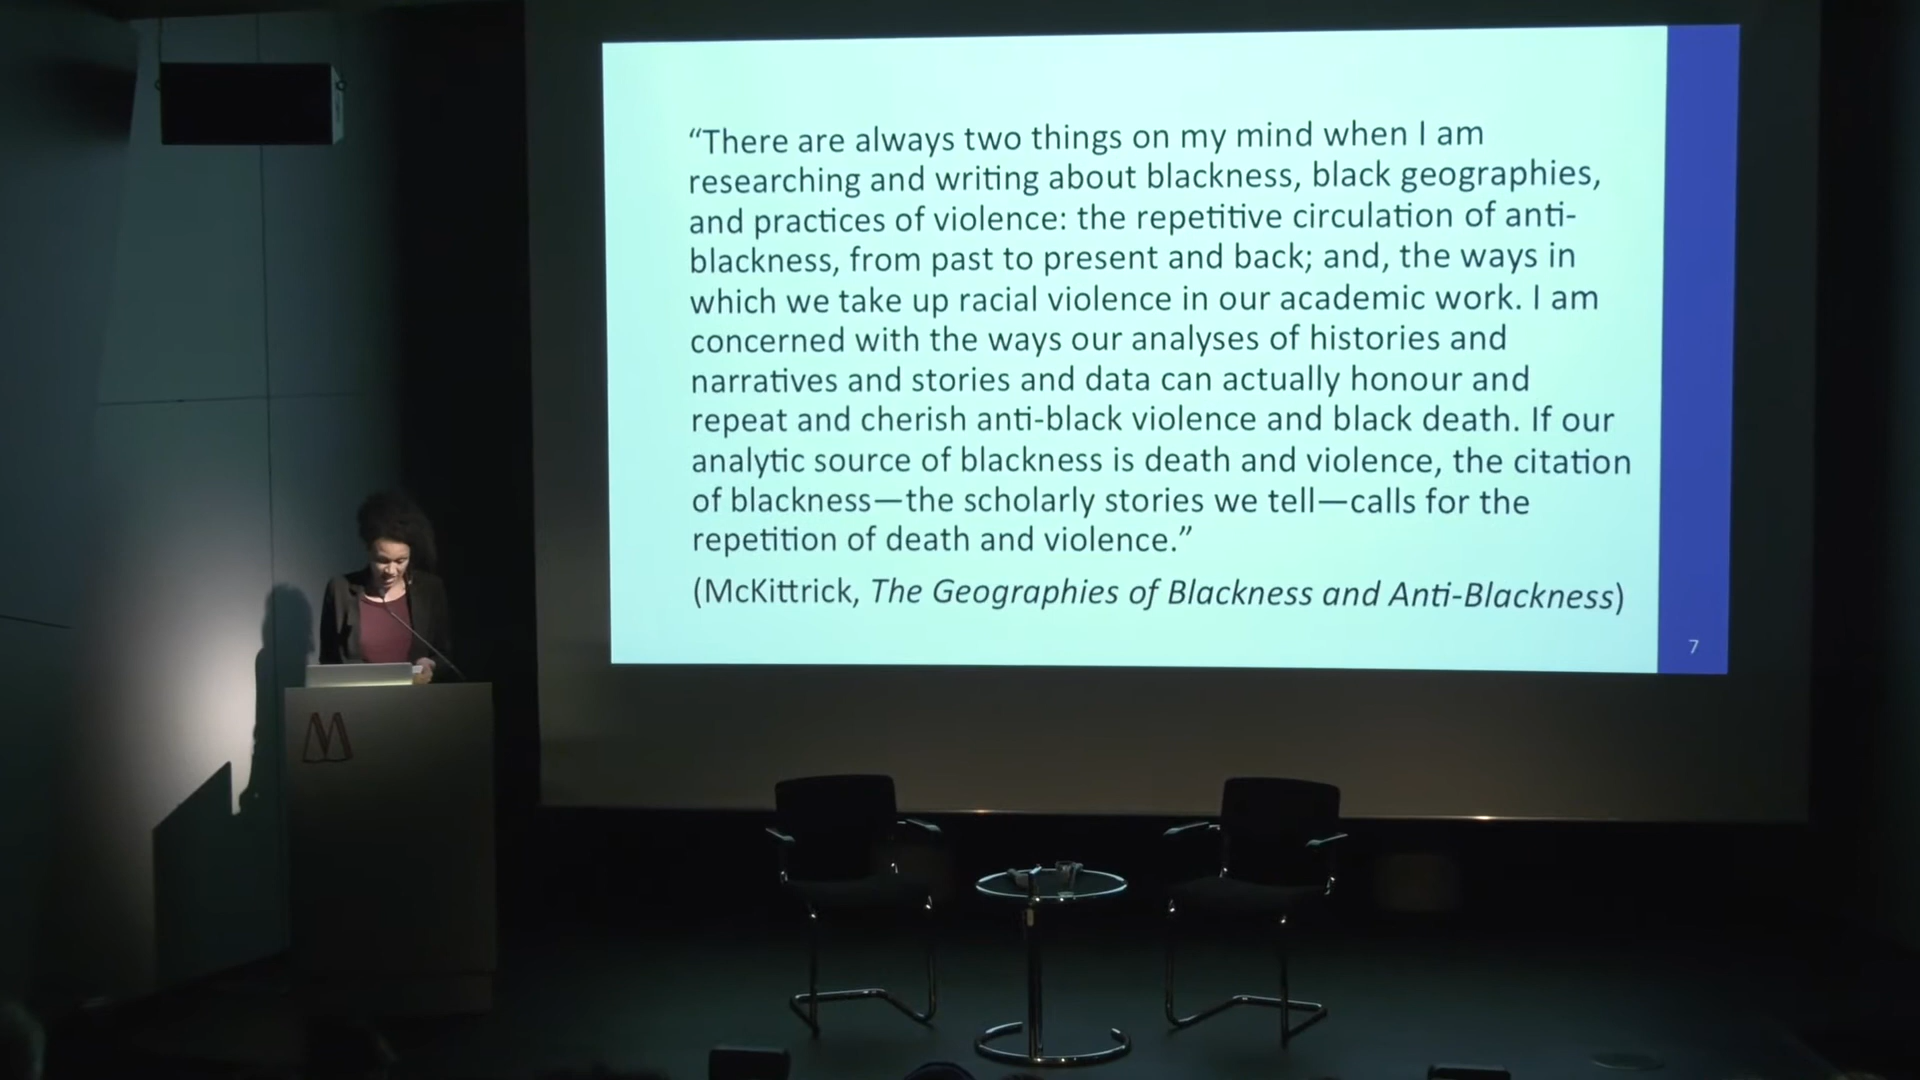 “There are always two things on my mind when I am
researching and writing about blackness, black geographies,
and practices of violence: the repetitive circulation of anti-
blackness, from past to present and back; and, the ways in
which we take up racial violence in our academic work. I am
concerned with the ways our analyses of histories and
narratives and stories and data can actually honour and
repeat and cherish anti-black violence and black death. If our
analytic source of blackness is death and violence, the citation
of blackness—the scholarly stories we tell—calls for the
repetition of death and violence.”
(McKittrick, The Geographies of Blackness and Anti-Blackness)
7
M